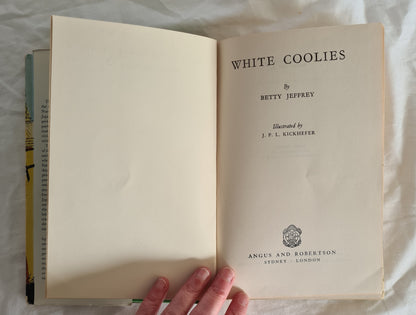 WHITE COOLIES
By
BETTY JEFFREY
Illustrated by
J. P. L. KICKHEFER
ANGUS AND ROBERTSON
SYDNEY · LONDON